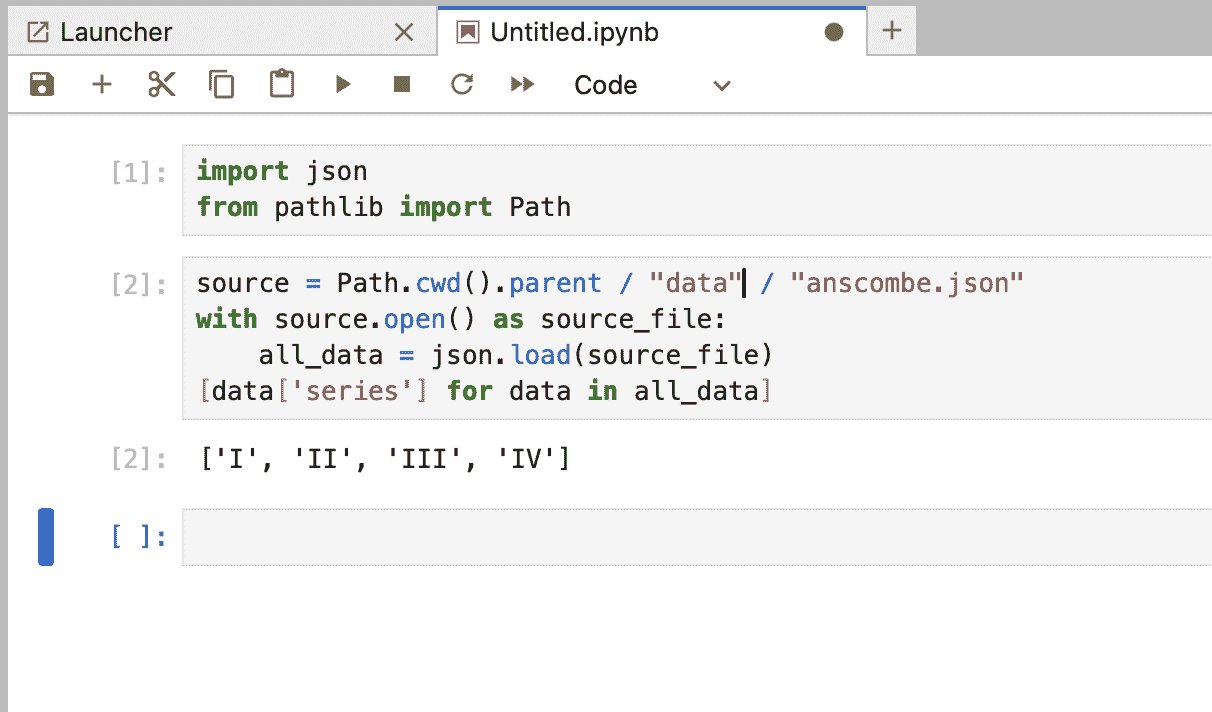 Launcher
Untitled.ipynb
Code
[1]: import json
from pathlib import Path
[2]: source = Path.cwd().parent / "data" / "anscombe.json"
with source.open() as source_file:
    all_data = json.load(source_file)
[data['series'] for data in all_data]
[2]: ['I', 'II', 'III', 'IV']
[ ]: